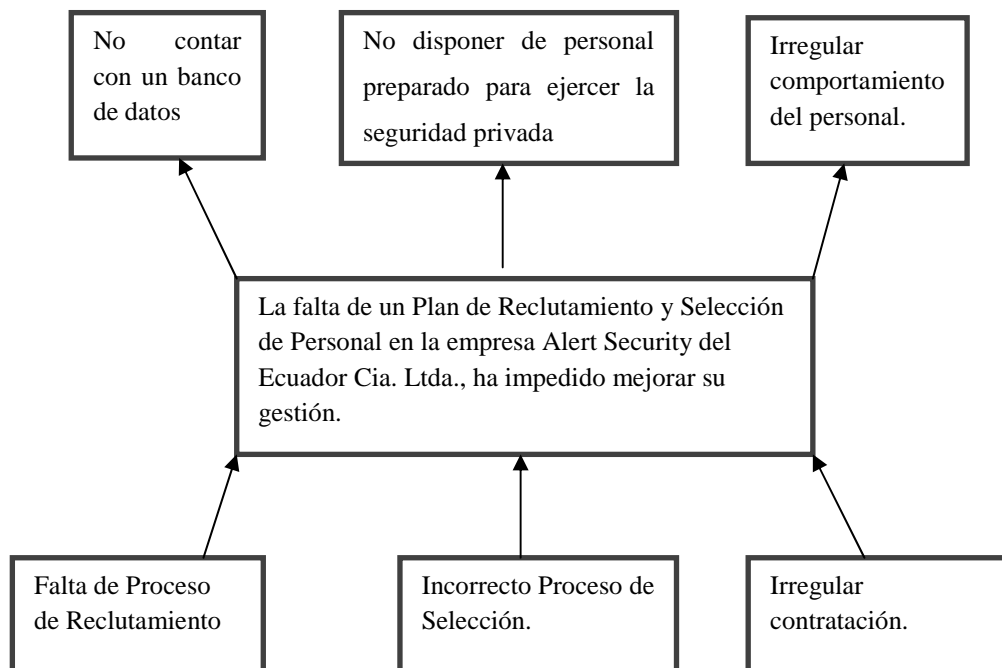 No contar
con un banco
de datos
No disponer de personal
preparado para ejercer la
seguridad privada
Irregular
comportamiento
del personal.
La falta de un Plan de Reclutamiento y Selección
de Personal en la empresa Alert Security del
Ecuador Cia. Ltda., ha impedido mejorar su
gestión.
Falta de Proceso
de Reclutamiento
Incorrecto Proceso de
Selección.
Irregular
contratación.